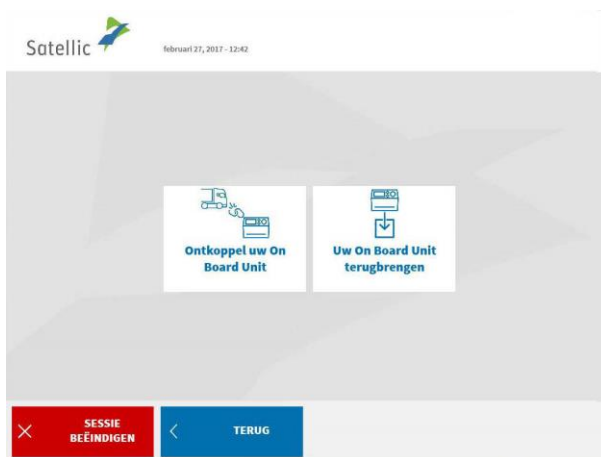 Satellic
februari 27, 2017 - 12:42
Ontkoppel uw On
Board Unit
Uw On Board Unit
terugbrengen
SESSIE
BEËINDIGEN
TERUG